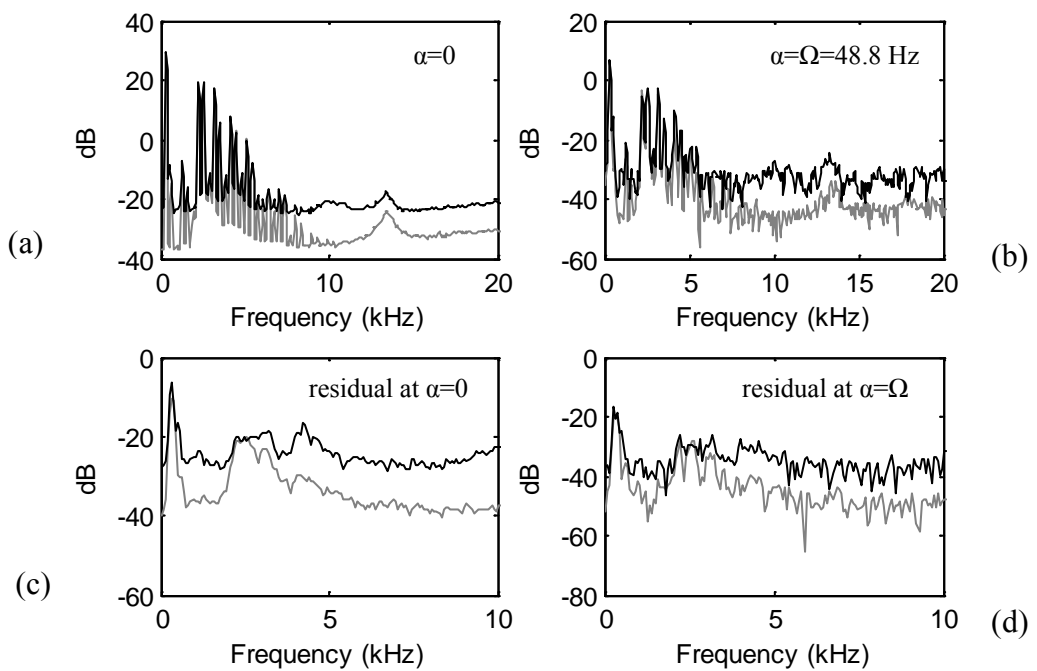 40
20
0
-20
-40
dB
α=0
0
10
20
Frequency (kHz)
(a)
20
0
-20
-40
-60
dB
α=Ω=48.8 Hz
0
5
10
15
20
Frequency (kHz)
(b)
0
-20
-40
-60
dB
residual at α=0
0
5
10
Frequency (kHz)
(c)
0
-20
-40
-60
-80
dB
residual at α=Ω
0
5
10
Frequency (kHz)
(d)